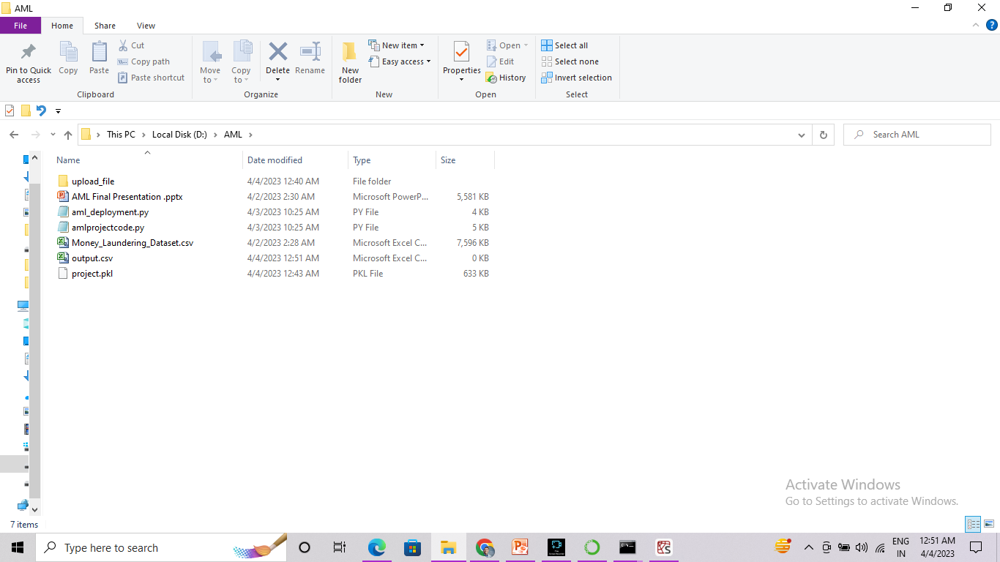 AML
File Home Share View
Pin to Quick access
Copy
Paste
Cut
Copy path
Paste shortcut
Clipboard
Move to
Copy to
Delete
Rename
Organize
New folder
New item
Easy access
New
Properties
Open
Edit
History
Open
Select all
Select none
Invert selection
Select
This PC Local Disk (D:) AML
Search AML
Name Date modified Type Size
upload_file 4/4/2023 12:40 AM File folder
AML Final Presentation .pptx 4/2/2023 2:30 AM Microsoft PowerP... 5,581 KB
aml_deployment.py 4/3/2023 10:25 AM PY File 4 KB
amlprojectcode.py 4/3/2023 10:25 AM PY File 5 KB
Money_Laundering_Dataset.csv 4/2/2023 2:28 AM Microsoft Excel C... 7,596 KB
output.csv 4/4/2023 12:51 AM Microsoft Excel C... 0 KB
project.pkl 4/4/2023 12:43 AM PKL File 633 KB
Activate Windows
Go to Settings to activate Windows.
7 items
Type here to search
ENG
IN
12:51 AM
4/4/2023